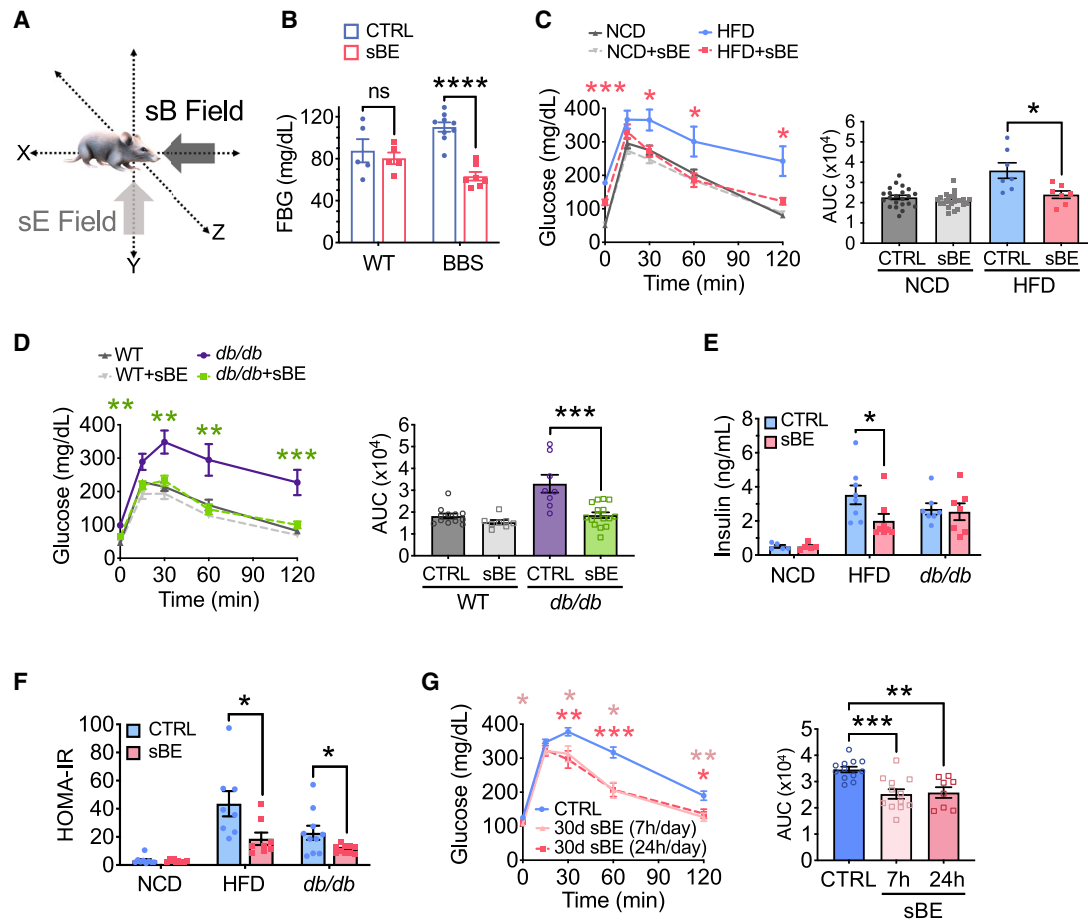 A
X
Y
Z
sB Field
sE Field
B
CTRL
sBE
ns
****
FBG (mg/dL)
120
80
40
0
WT
BBS
C
NCD
HFD
NCD+sBE
HFD+sBE
***
*
*
*
Glucose (mg/dL)
400
300
200
100
0
0
30
60
90
120
Time (min)
*
AUC (x10⁴)
6
5
4
3
2
1
0
CTRL sBE CTRL sBE
NCD
HFD
D
WT
db/db
WT+sBE
db/db+sBE
**
**
**
***
Glucose (mg/dL)
400
300
200
100
0
0
30
60
90
120
Time (min)
***
AUC (x10⁴)
6
5
4
3
2
1
0
CTRL sBE CTRL sBE
WT
db/db
E
CTRL
sBE
*
Insulin (ng/mL)
8
6
4
2
0
NCD
HFD
db/db
F
CTRL
sBE
*
*
HOMA-IR
100
80
60
40
20
0
NCD
HFD
db/db
G
*
*
*
**
**
***
*
Glucose (mg/dL)
400
300
200
100
0
CTRL
30d sBE (7h/day)
30d sBE (24h/day)
0
30
60
90
120
Time (min)
**
***
AUC (x10⁴)
5
4
3
2
1
0
CTRL
7h
24h
sBE